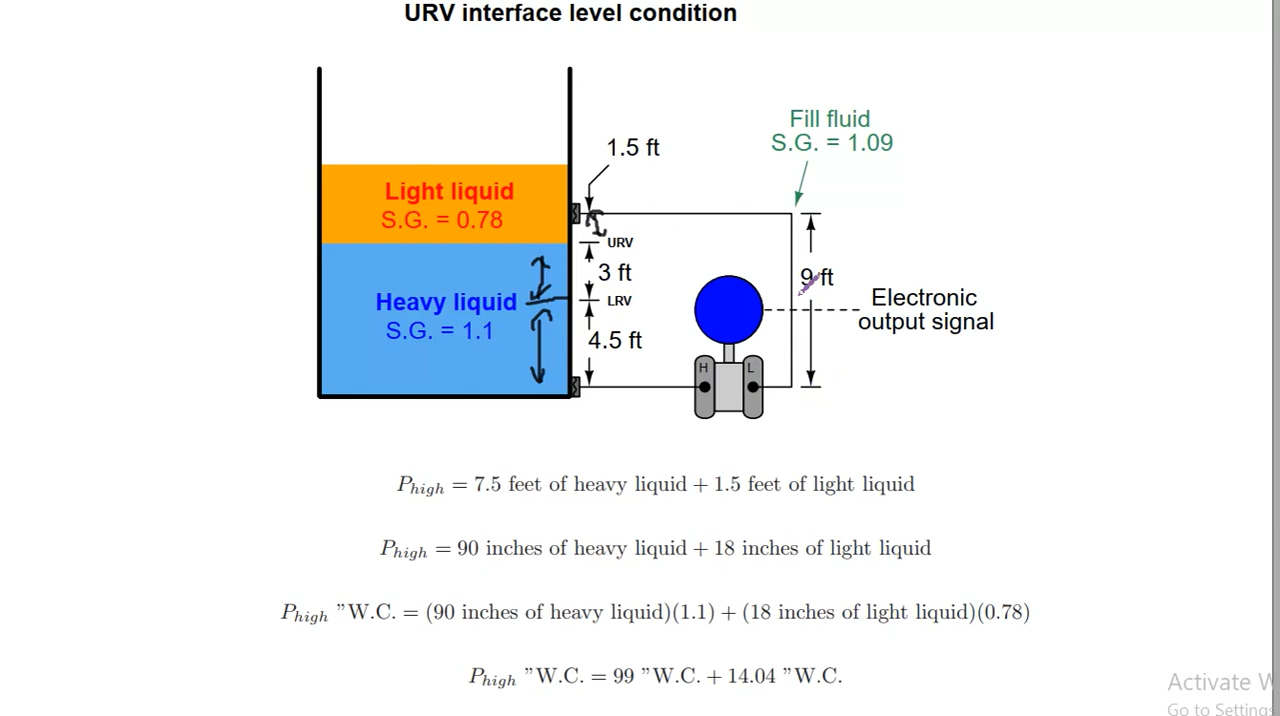 URV interface level condition
1.5 ft
Fill fluid
S.G. = 1.09
Light liquid
S.G. = 0.78
URV
3 ft
9 ft
Heavy liquid
S.G. = 1.1
LRV
Electronic
output signal
4.5 ft
H
L
P_high = 7.5 feet of heavy liquid + 1.5 feet of light liquid
P_high = 90 inches of heavy liquid + 18 inches of light liquid
P_high "W.C. = (90 inches of heavy liquid)(1.1) + (18 inches of light liquid)(0.78)
P_high "W.C. = 99 "W.C. + 14.04 "W.C.
Activate W
Go to Settings